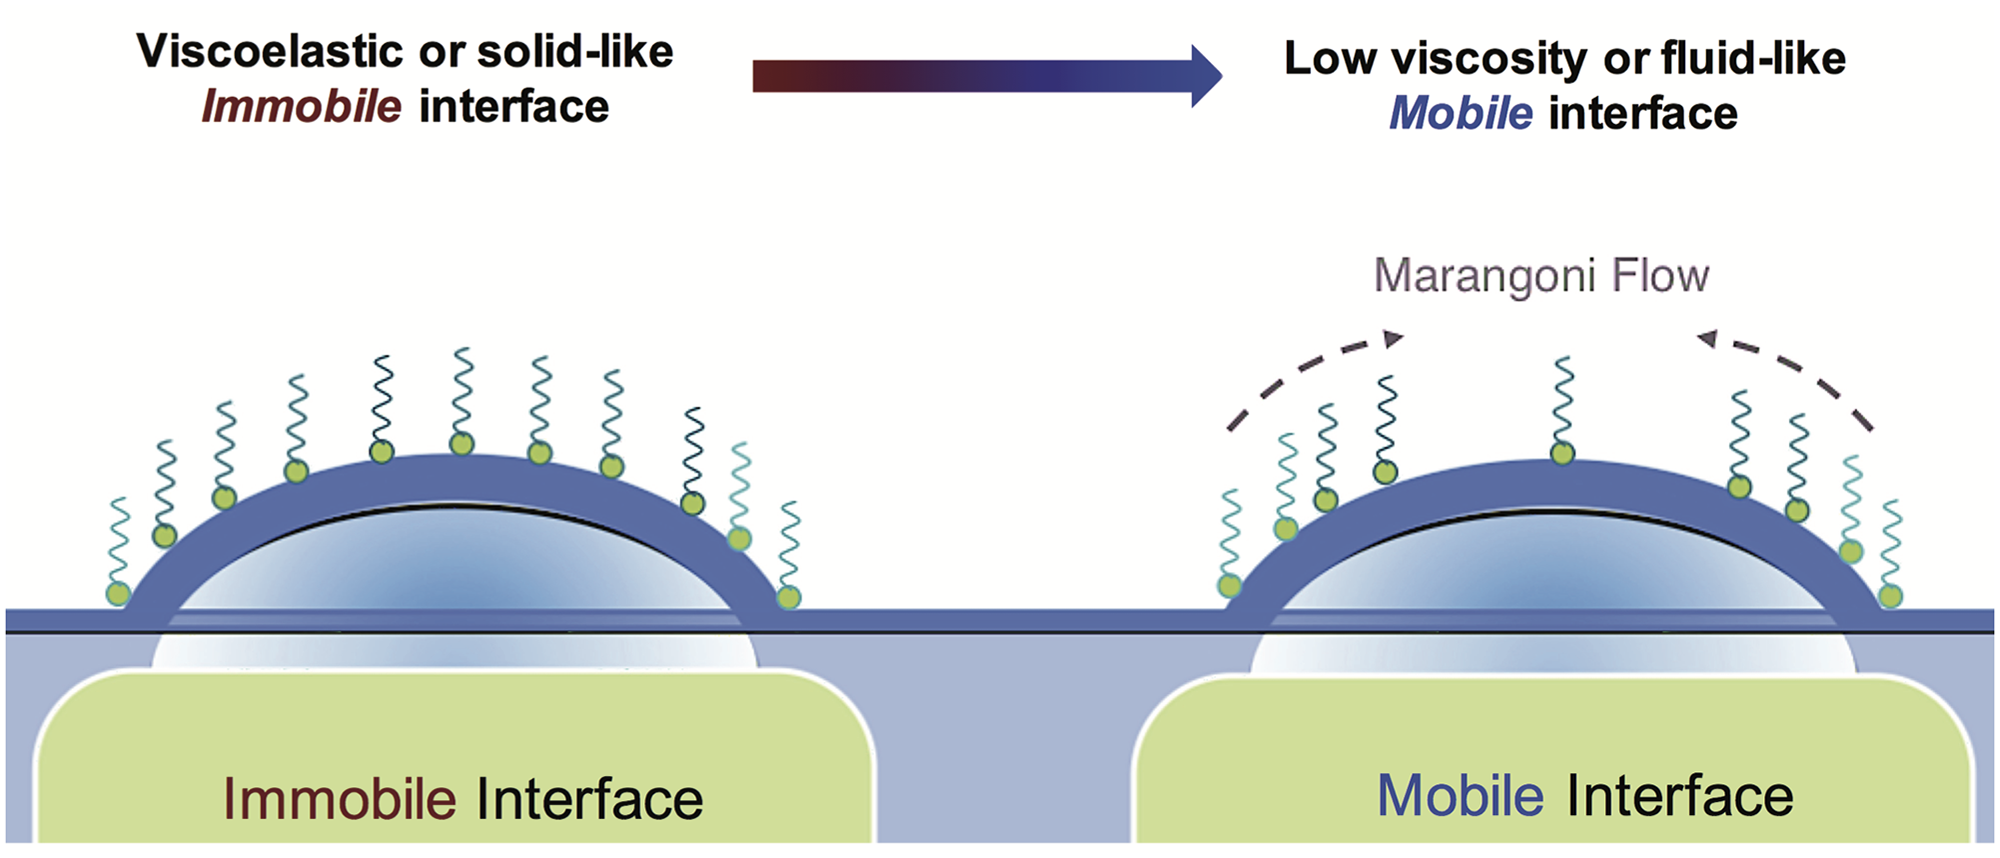 Viscoelastic or solid-like
Immobile interface
Low viscosity or fluid-like
Mobile interface
Marangoni Flow
Immobile Interface
Mobile Interface